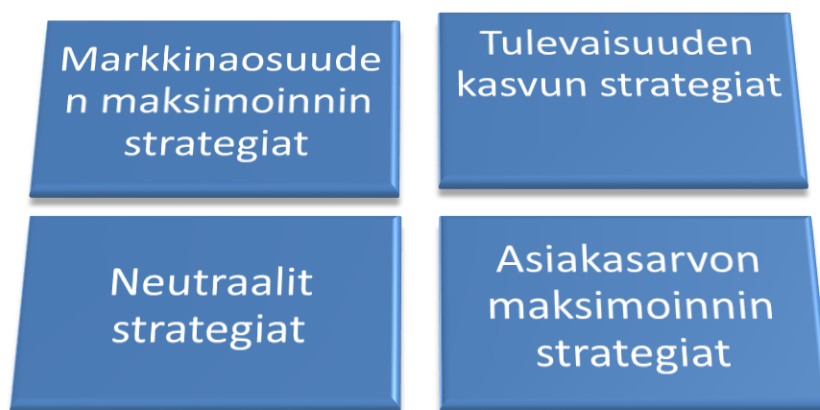 Markkinaosuude
n maksimoinnin
strategiat
Tulevaisuuden
kasvun strategiat
Neutraalit
strategiat
Asiakasarvon
maksimoinnin
strategiat